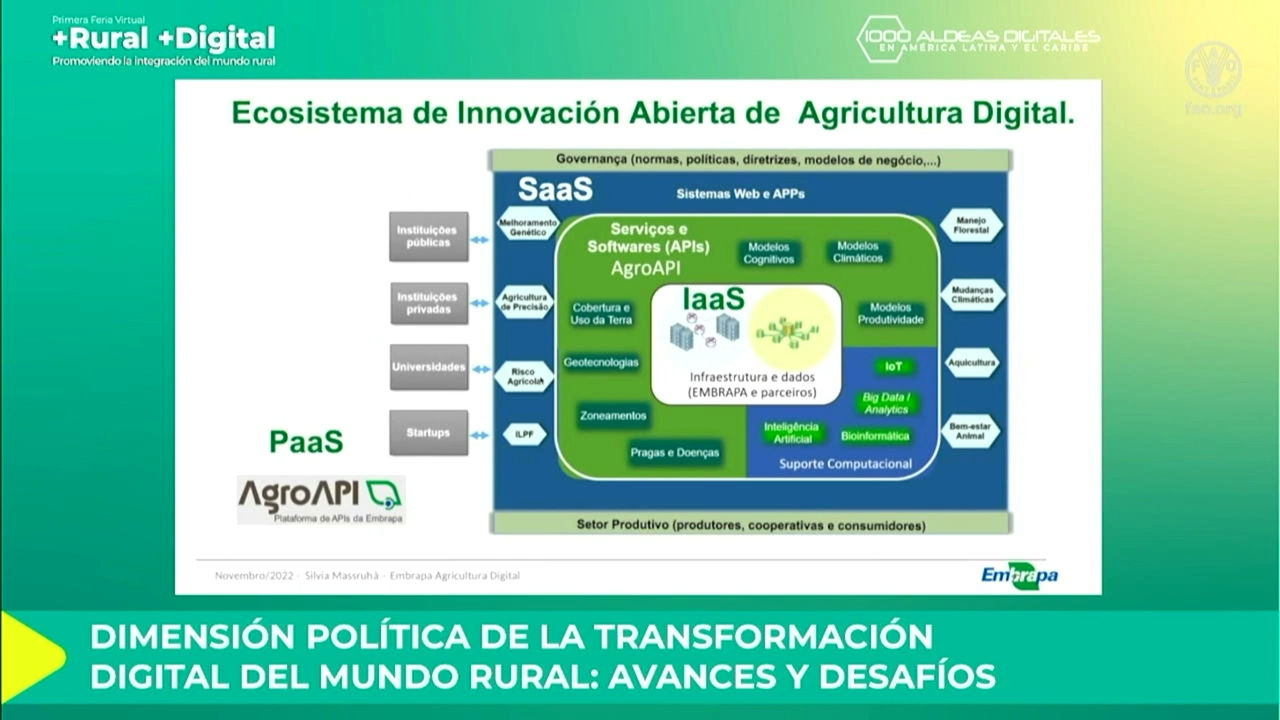 Primera Feria Virtual
+Rural +Digital
Promoviendo la integración del mundo rural
1000 ALDEAS DIGITALES
EN AMÉRICA LATINA Y EL CARIBE
fao.org
Ecosistema de Innovación Abierta de Agricultura Digital.
Governança (normas, políticas, diretrizes, modelos de negócio,...)
SaaS
Sistemas Web e APPs
Instituições
públicas
Instituições
privadas
Universidades
Startups
Melhoramento
Genético
Agricultura
de Precisão
Risco
Agrícola
ILPF
Serviços e
Softwares (APIs)
AgroAPI
Modelos
Cognitivos
Modelos
Climáticos
Cobertura e
Uso da Terra
Geotecnologias
Zoneamentos
Pragas e Doenças
IaaS
Infraestrutura e dados
(EMBRAPA e parceiros)
Modelos
Produtividade
IoT
Big Data /
Analytics
Inteligência
Artificial
Bioinformática
Suporte Computacional
Manejo
Florestal
Mudanças
Climáticas
Aquicultura
Bem-estar
Animal
PaaS
AgroAPI
Plataforma de APIs da Embrapa
Setor Produtivo (produtores, cooperativas e consumidores)
Novembro/2022 - Silvia Massruhá - Embrapa Agricultura Digital
Embrapa
DIMENSIÓN POLÍTICA DE LA TRANSFORMACIÓN
DIGITAL DEL MUNDO RURAL: AVANCES Y DESAFÍOS